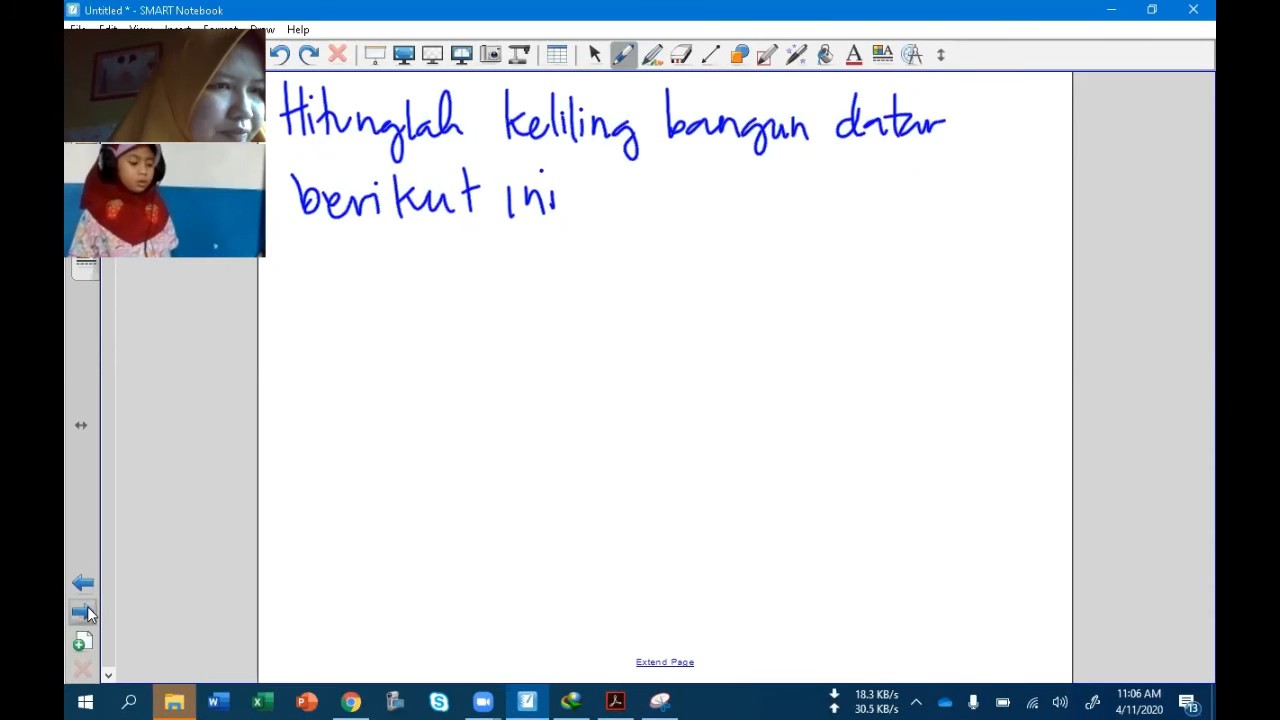 Untitled * - SMART Notebook
Help
Hitunglah keliling bangun datar
berikut ini
Extend Page
18.3 KB/s
30.5 KB/s
11:06 AM
4/11/2020
13